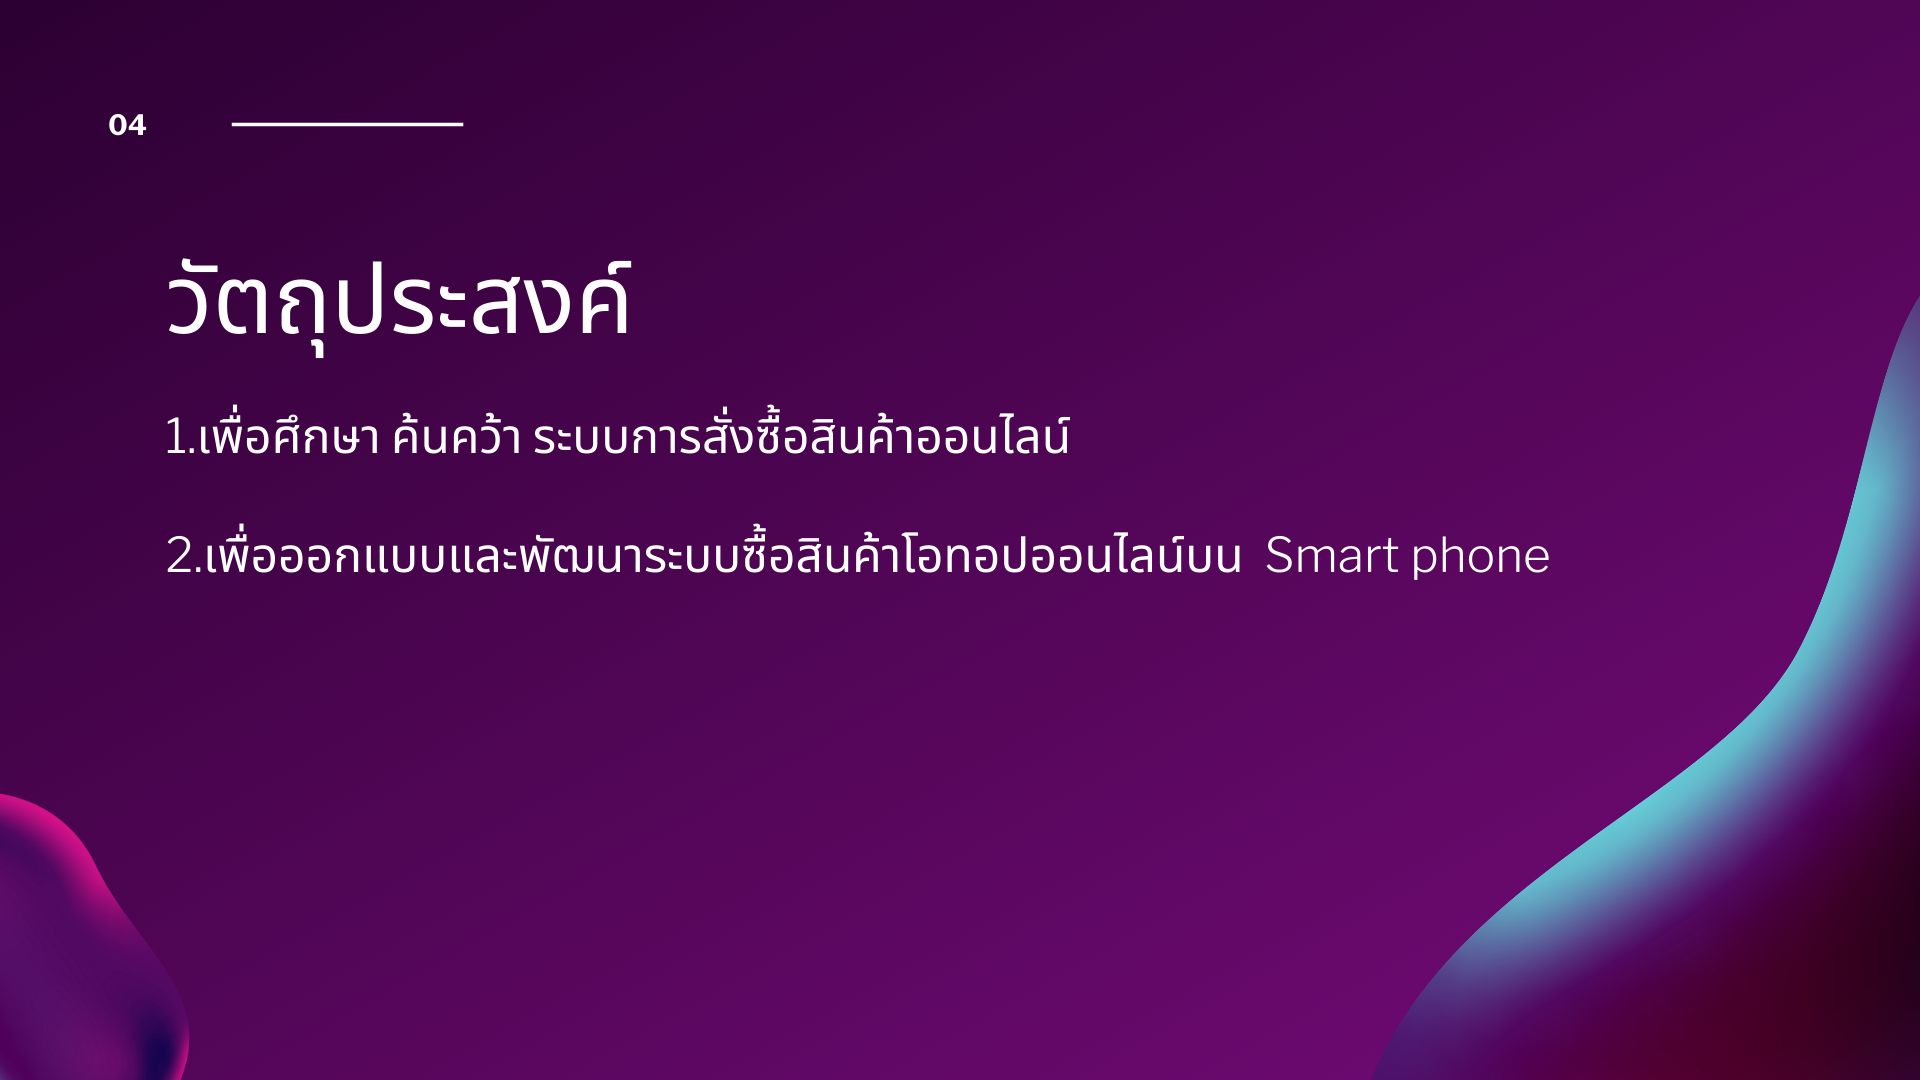 04
วัตถุประสงค์
1.เพื่อศึกษา ค้นคว้า ระบบการสั่งซื้อสินค้าออนไลน์
2.เพื่อออกแบบและพัฒนาระบบซื้อสินค้าโอทอปออนไลน์บน  Smart phone